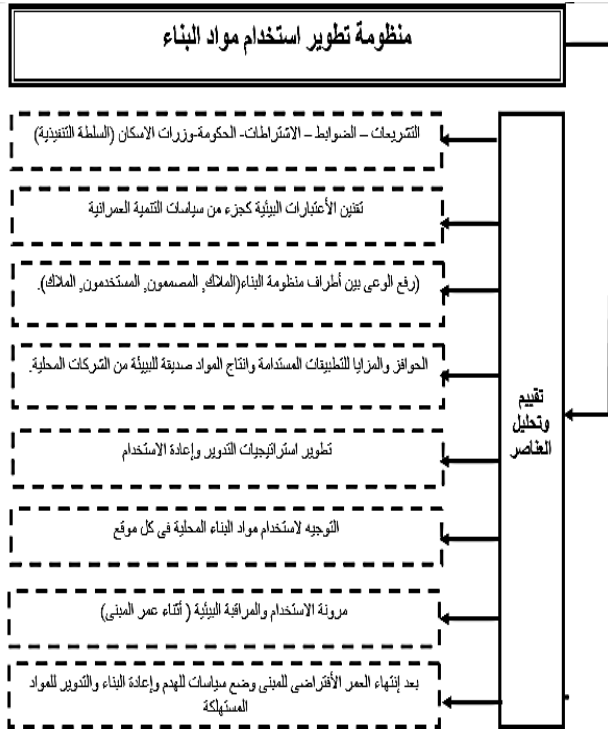 منظومة تطوير استخدام مواد البناء
التشريعات – الضوابط – الاشتراطات- الحكومة-وزرات الاسكان (السلطة التنفيذية)
تقنين الأعتبارات البيئية كجزء من سياسات التنمية العمرانية
(رفع الوعى بين أطراف منظومة البناء(الملاك, المصممون, المستخدمون, الملاك).
الحوافز والمزايا للتطبيقات المستدامة وانتاج المواد صديقة للبيئة من الشركات المحلية.
تقييم
وتحليل
العناصر
تطوير استراتيجيات التدوير وإعادة الاستخدام
التوجيه لاستخدام مواد البناء المحلية فى كل موقع
مرونة الاستخدام والمراقبة البيئية ( أثناء عمر المبنى)
بعد إنتهاء العمر الأفتراضى للمبنى وضع سياسات للهدم وإعادة البناء والتدوير للمواد
المستهلكة